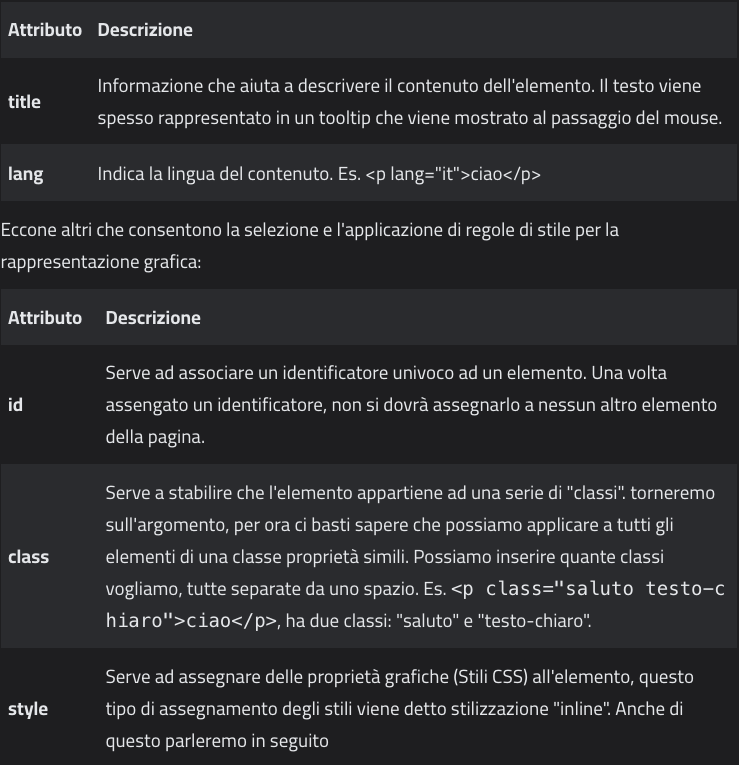 Attributo Descrizione
title
Informazione che aiuta a descrivere il contenuto dell'elemento. Il testo viene
spesso rappresentato in un tooltip che viene mostrato al passaggio del mouse.
lang Indica la lingua del contenuto. Es. <p lang="it">ciao</p>
Eccone altri che consentono la selezione e l'applicazione di regole di stile per la
rappresentazione grafica:
Attributo Descrizione
id
Serve ad associare un identificatore univoco ad un elemento. Una volta
assengato un identificatore, non si dovrà assegnarlo a nessun altro elemento
della pagina.
class
Serve a stabilire che l'elemento appartiene ad una serie di "classi". torneremo
sull'argomento, per ora ci basti sapere che possiamo applicare a tutti gli
elementi di una classe proprietà simili. Possiamo inserire quante classi
vogliamo, tutte separate da uno spazio. Es. <p class="saluto testo-c
hiaro">ciao</p>, ha due classi: "saluto" e "testo-chiaro".
style
Serve ad assegnare delle proprietà grafiche (Stili CSS) all'elemento, questo
tipo di assegnamento degli stili viene detto stilizzazione "inline". Anche di
questo parleremo in seguito